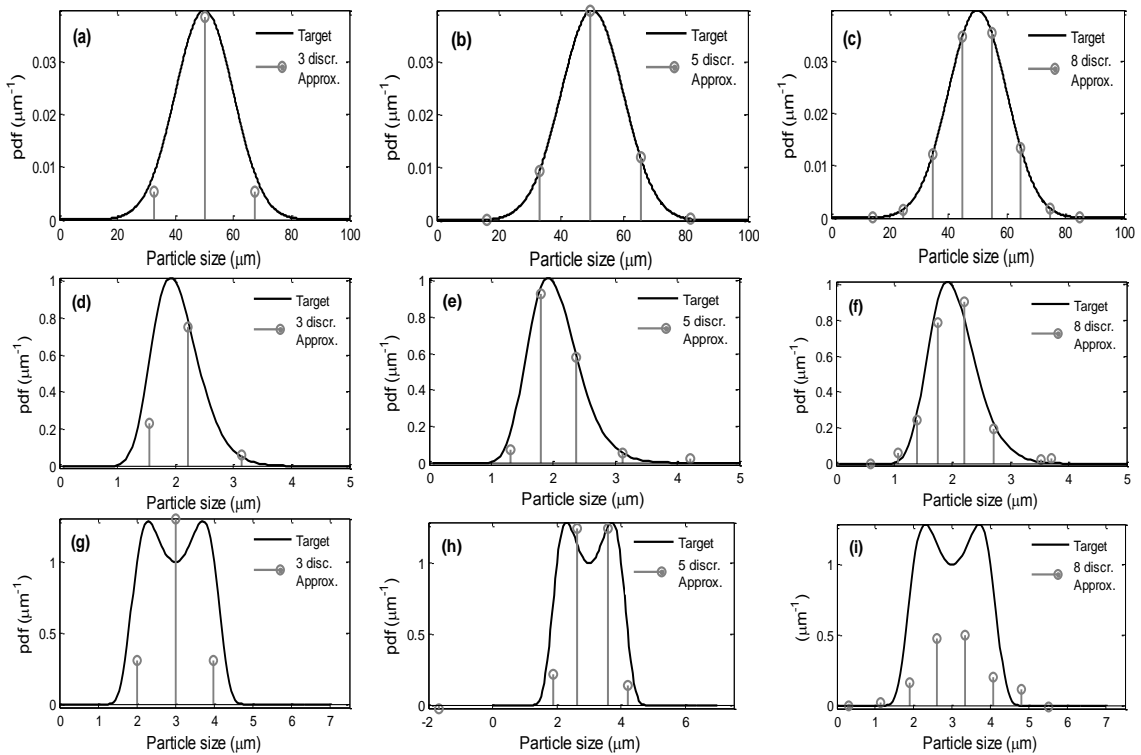 (a)
Target
3 discr.
Approx.
pdf (μm⁻¹)
0.03
0.02
0.01
0
0 20 40 60 80 100
Particle size (μm)
(b)
Target
5 discr.
Approx.
pdf (μm⁻¹)
0.03
0.02
0.01
0
0 20 40 60 80 100
Particle size (μm)
(c)
Target
8 discr.
Approx.
pdf (μm⁻¹)
0.03
0.02
0.01
0
0 20 40 60 80 100
Particle size (μm)
(d)
Target
3 discr.
Approx.
pdf (μm⁻¹)
1
0.8
0.6
0.4
0.2
0
0 1 2 3 4 5
Particle size (μm)
(e)
Target
5 discr.
Approx.
pdf (μm⁻¹)
1
0.8
0.6
0.4
0.2
0
0 1 2 3 4 5
Particle size (μm)
(f)
Target
8 discr.
Approx.
pdf (μm⁻¹)
1
0.8
0.6
0.4
0.2
0
0 1 2 3 4 5
Particle size (μm)
(g)
Target
3 discr.
Approx.
pdf (μm⁻¹)
1
0.5
0
0 1 2 3 4 5 6 7
Particle size (μm)
(h)
Target
5 discr.
Approx.
pdf (μm⁻¹)
1
0.5
0
-2 0 2 4 6
Particle size (μm)
(i)
Target
8 discr.
Approx.
(μm⁻¹)
1
0.5
0
0 1 2 3 4 5 6 7
Particle size (μm)